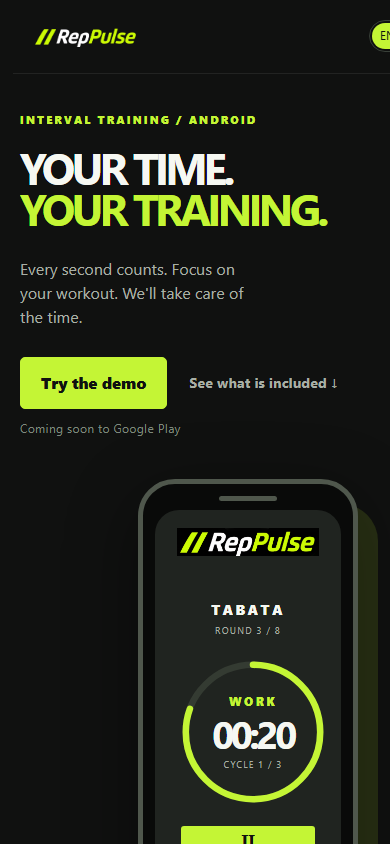 RepPulse
EN
INTERVAL TRAINING / ANDROID
YOUR TIME.
YOUR TRAINING.
Every second counts. Focus on
your workout. We'll take care of
the time.
Try the demo
See what is included ↓
Coming soon to Google Play
RepPulse
TABATA
ROUND 3 / 8
WORK
00:20
CYCLE 1 / 3